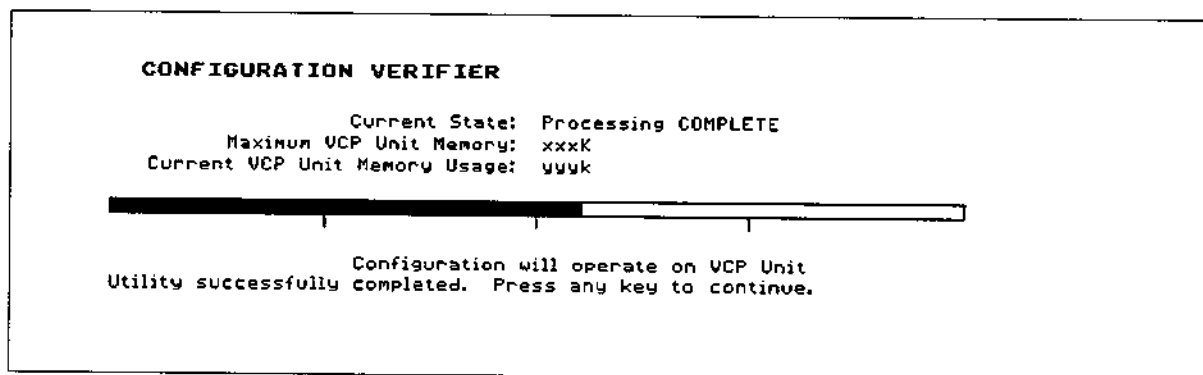 CONFIGURATION VERIFIER
Current State: Processing COMPLETE
Maximum VCP Unit Memory: xxxK
Current VCP Unit Memory Usage: yyyk
Configuration will operate on VCP Unit
Utility successfully completed. Press any key to continue.